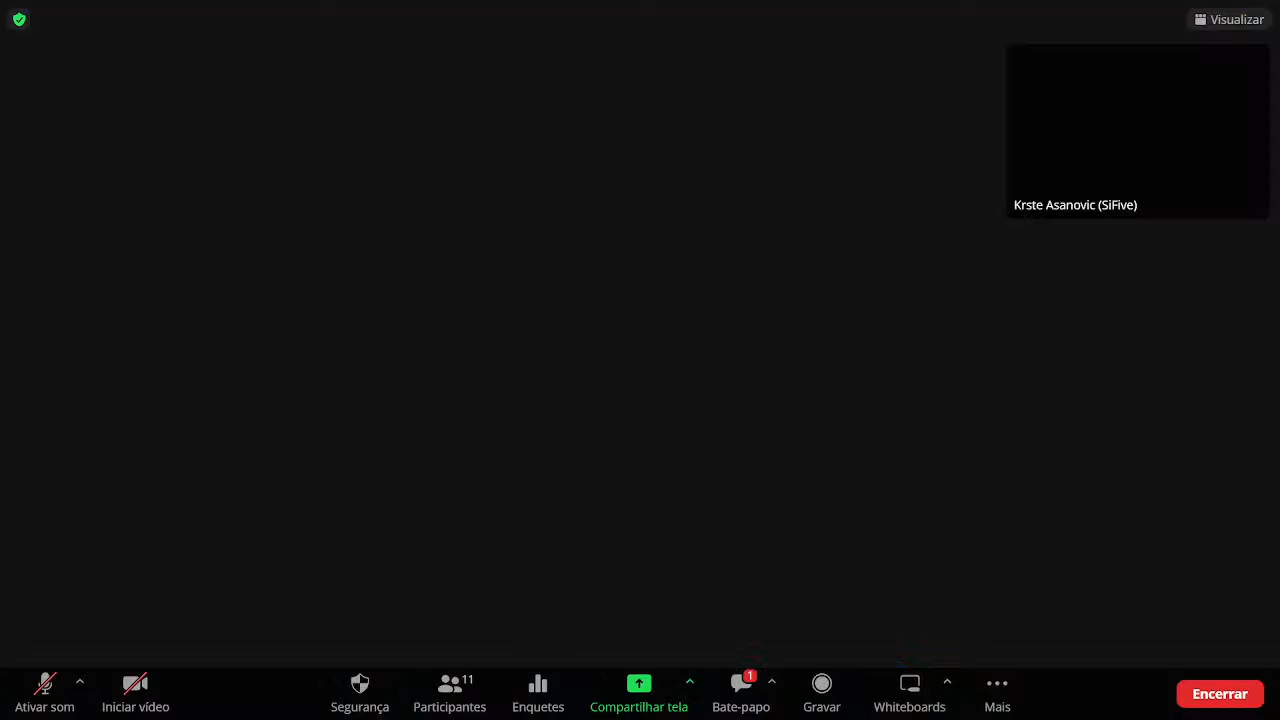 Visualizar
Krste Asanovic (SiFive)
Ativar som
Iniciar vídeo
Segurança
11
Participantes
Enquetes
Compartilhar tela
1
Bate-papo
Gravar
Whiteboards
Mais
Encerrar